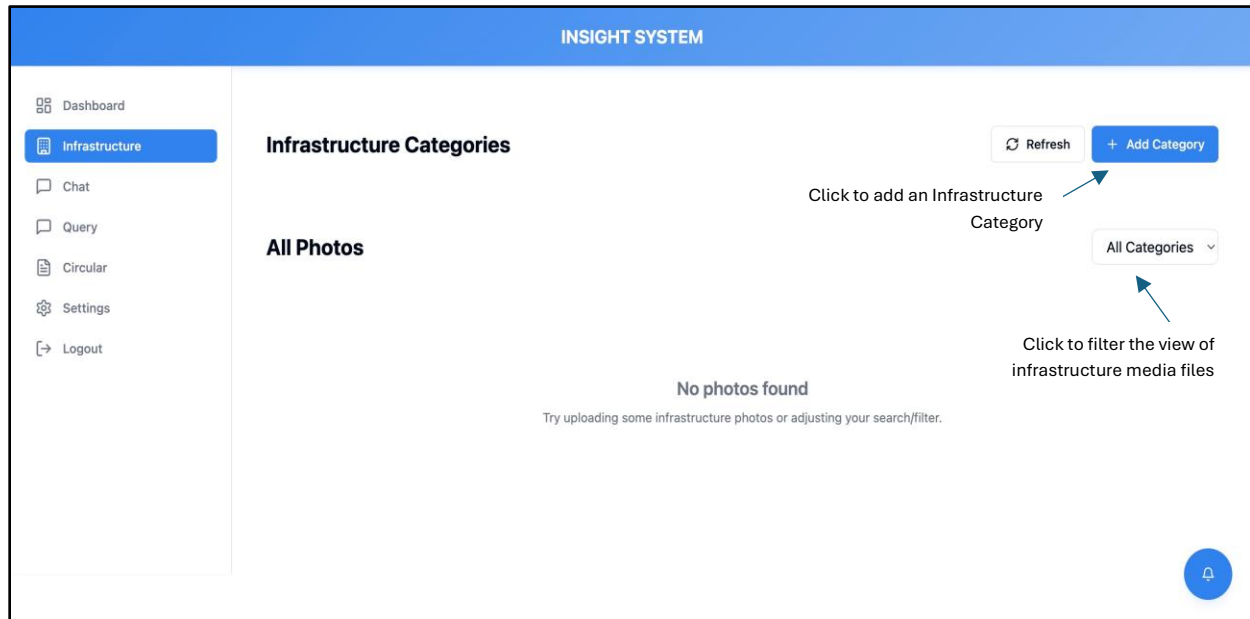 INSIGHT SYSTEM
Dashboard
Infrastructure
Chat
Query
Circular
Settings
Logout
Infrastructure Categories
Refresh
+ Add Category
Click to add an Infrastructure
Category
All Photos
All Categories
Click to filter the view of
infrastructure media files
No photos found
Try uploading some infrastructure photos or adjusting your search/filter.